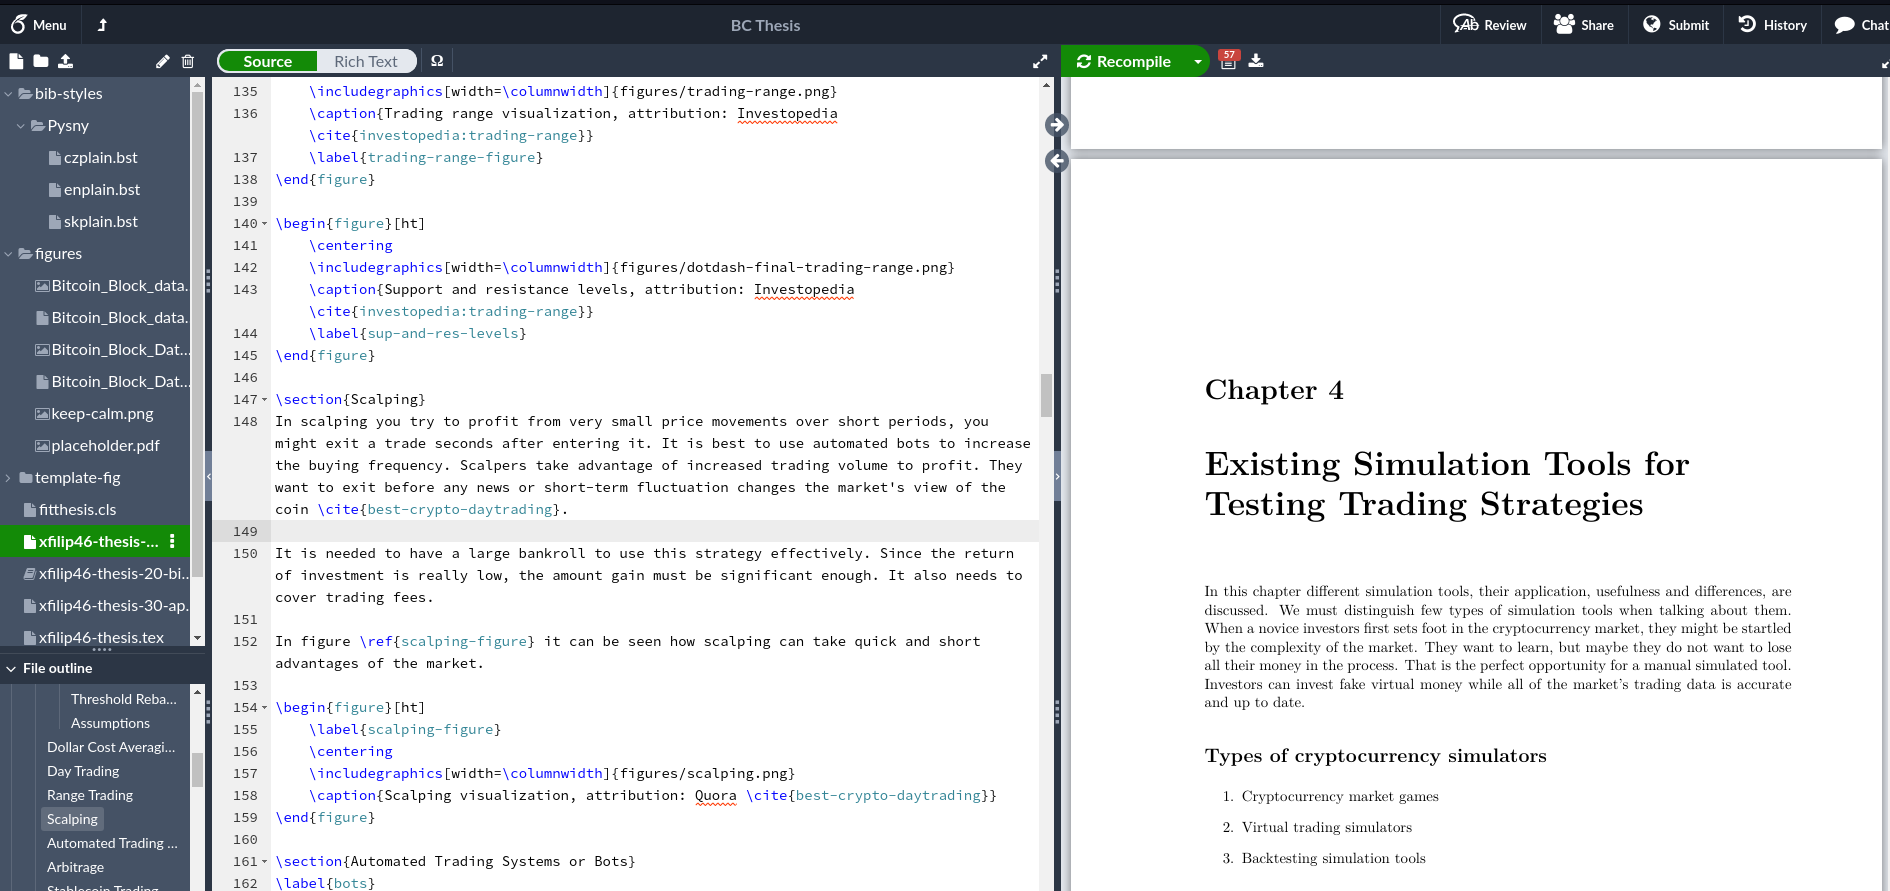 Menu
BC Thesis
Review
Share
Submit
History
Chat
Source
Rich Text
Ω
Recompile
57
bib-styles
Pysny
czplain.bst
enplain.bst
skplain.bst
figures
Bitcoin_Block_data.
Bitcoin_Block_data.
Bitcoin_Block_Dat...
Bitcoin_Block_Dat...
keep-calm.png
placeholder.pdf
template-fig
fitthesis.cls
xfilip46-thesis-...
xfilip46-thesis-20-bi..
xfilip46-thesis-30-ap.
xfilip46-thesis.tex
File outline
Threshold Reba...
Assumptions
Dollar Cost Averagi...
Day Trading
Range Trading
Scalping
Automated Trading ...
Arbitrage
Stablecoin Trading
135 \includegraphics[width=\columnwidth]{figures/trading-range.png}
136 \caption{Trading range visualization, attribution: Investopedia
\cite{investopedia:trading-range}}
137 \label{trading-range-figure}
138 \end{figure}
139
140 \begin{figure}[ht]
141 \centering
142 \includegraphics[width=\columnwidth]{figures/dotdash-final-trading-range.png}
143 \caption{Support and resistance levels, attribution: Investopedia
\cite{investopedia:trading-range}}
144 \label{sup-and-res-levels}
145 \end{figure}
146
147 \section{Scalping}
148 In scalping you try to profit from very small price movements over short periods, you
might exit a trade seconds after entering it. It is best to use automated bots to increase
the buying frequency. Scalpers take advantage of increased trading volume to profit. They
want to exit before any news or short-term fluctuation changes the market's view of the
coin \cite{best-crypto-daytrading}.
149
150 It is needed to have a large bankroll to use this strategy effectively. Since the return
of investment is really low, the amount gain must be significant enough. It also needs to
cover trading fees.
151
152 In figure \ref{scalping-figure} it can be seen how scalping can take quick and short
advantages of the market.
153
154 \begin{figure}[ht]
155 \label{scalping-figure}
156 \centering
157 \includegraphics[width=\columnwidth]{figures/scalping.png}
158 \caption{Scalping visualization, attribution: Quora \cite{best-crypto-daytrading}}
159 \end{figure}
160
161 \section{Automated Trading Systems or Bots}
162 \label{bots}
Chapter 4
Existing Simulation Tools for
Testing Trading Strategies
In this chapter different simulation tools, their application, usefulness and differences, are
discussed. We must distinguish few types of simulation tools when talking about them.
When a novice investors first sets foot in the cryptocurrency market, they might be startled
by the complexity of the market. They want to learn, but maybe they do not want to lose
all their money in the process. That is the perfect opportunity for a manual simulated tool.
Investors can invest fake virtual money while all of the market's trading data is accurate
and up to date.
Types of cryptocurrency simulators
1. Cryptocurrency market games
2. Virtual trading simulators
3. Backtesting simulation tools